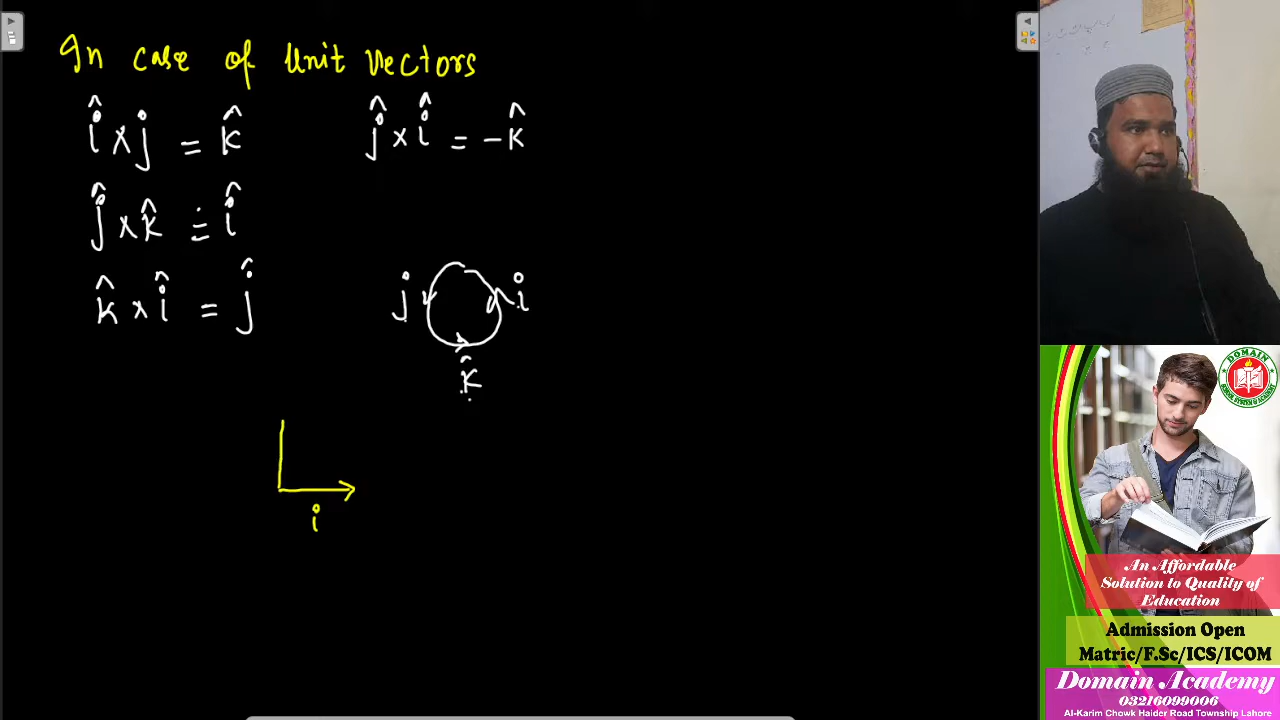 In case of Unit Vectors
î × j = k̂
ĵ × î = -k̂
ĵ × k̂ = î
k̂ × î = ĵ
j
i
k̂
i
DOMAIN
An Affordable
Solution to Quality of
Education
Admission Open
Matric/F.Sc/ICS/ICOM
Domain Academy
03216099015
Al-Karim Chowk Haider Road Township Lahore